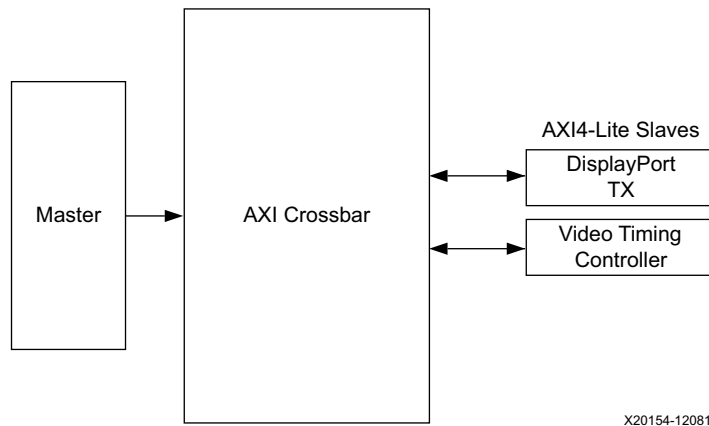 Master
AXI Crossbar
AXI4-Lite Slaves
DisplayPort
TX
Video Timing
Controller
X20154-12081